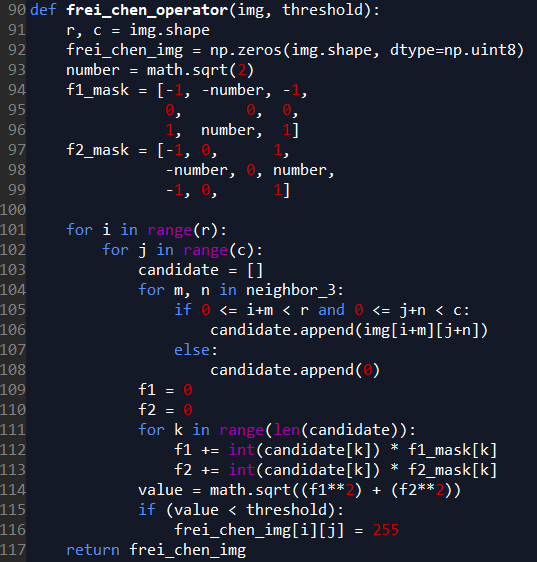 90 def frei_chen_operator(img, threshold):
91     r, c = img.shape
92     frei_chen_img = np.zeros(img.shape, dtype=np.uint8)
93     number = math.sqrt(2)
94     f1_mask = [-1, -number, -1,
95                0,       0,  0,
96                1,  number,  1]
97     f2_mask = [-1, 0,      1,
98                -number, 0, number,
99                -1, 0,      1]
100
101     for i in range(r):
102         for j in range(c):
103             candidate = []
104             for m, n in neighbor_3:
105                 if 0 <= i+m < r and 0 <= j+n < c:
106                     candidate.append(img[i+m][j+n])
107                 else:
108                     candidate.append(0)
109             f1 = 0
110             f2 = 0
111             for k in range(len(candidate)):
112                 f1 += int(candidate[k]) * f1_mask[k]
113                 f2 += int(candidate[k]) * f2_mask[k]
114             value = math.sqrt((f1**2) + (f2**2))
115             if (value < threshold):
116                 frei_chen_img[i][j] = 255
117     return frei_chen_img